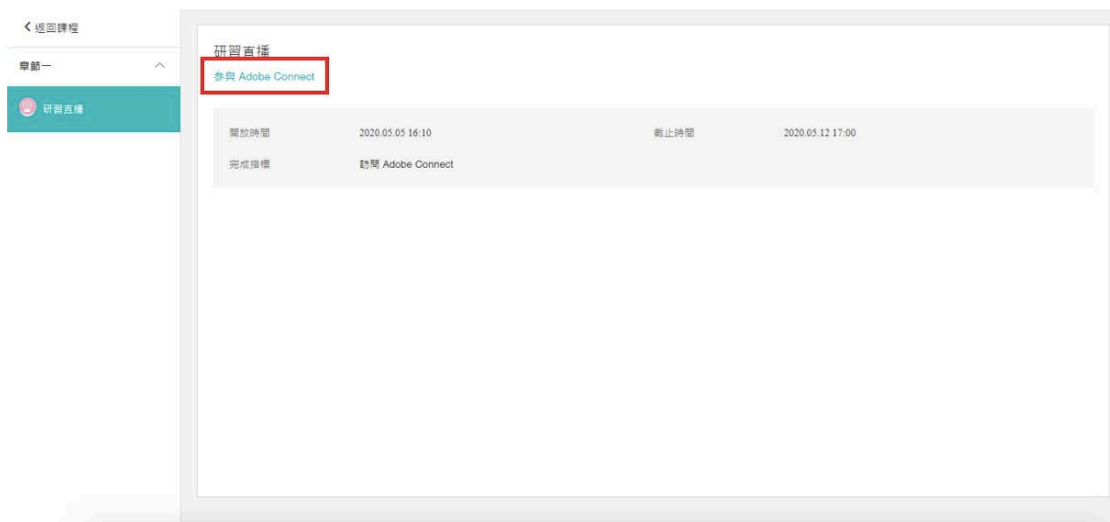 返回課程
章節一
研習直播
研習直播
参與 Adobe Connect
開放時間 2020.05.05 16:10 截止時間 2020.05.12 17:00
完成指標 訪問 Adobe Connect